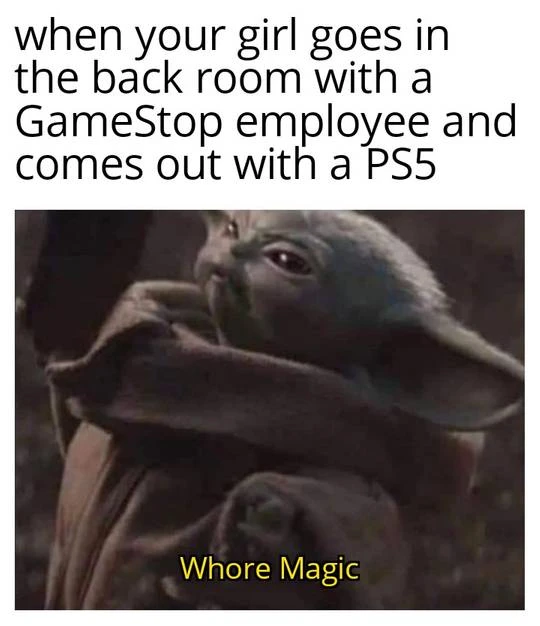 when your girl goes in
the back room with a
GameStop employee and
comes out with a PS5
Whore Magic